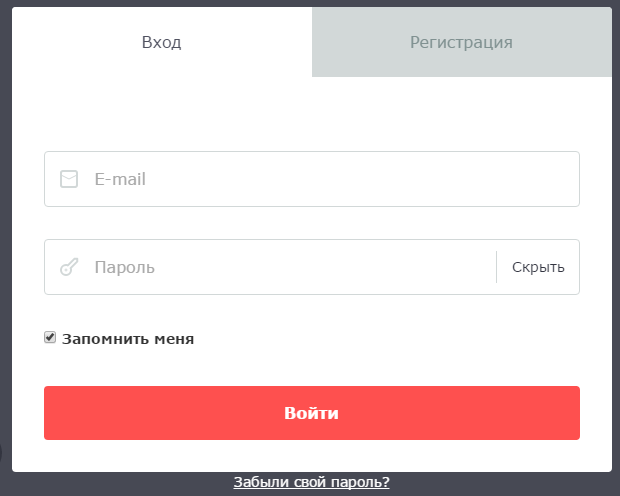 Вход
Регистрация
E-mail
Пароль
Скрыть
Запомнить меня
Войти
Забыли свой пароль?